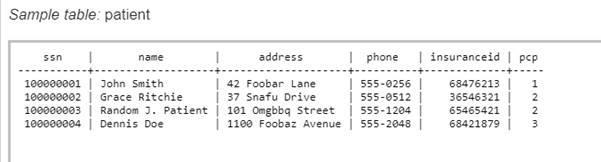 Sample table: patient
ssn | name | address | phone | insuranceid | pcp
-----------+-------------------+--------------------+----------+-------------+-----
100000001 | John Smith | 42 Foobar Lane | 555-0256 | 68476213 | 1
100000002 | Grace Ritchie | 37 Snafu Drive | 555-0512 | 36546321 | 2
100000003 | Random J. Patient | 101 Omgbbq Street | 555-1204 | 65465421 | 2
100000004 | Dennis Doe | 1100 Foobaz Avenue | 555-2048 | 68421879 | 3